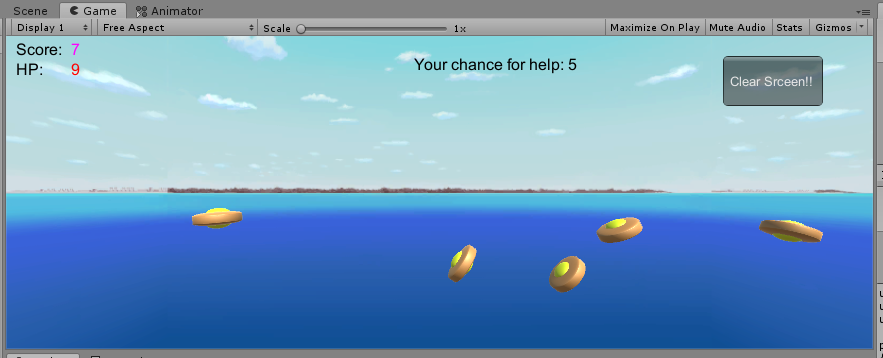 Scene Game Animator
Display 1 Free Aspect Scale 1x Maximize On Play Mute Audio Stats Gizmos
Score: 7
HP: 9
Your chance for help: 5
Clear Srceen!!